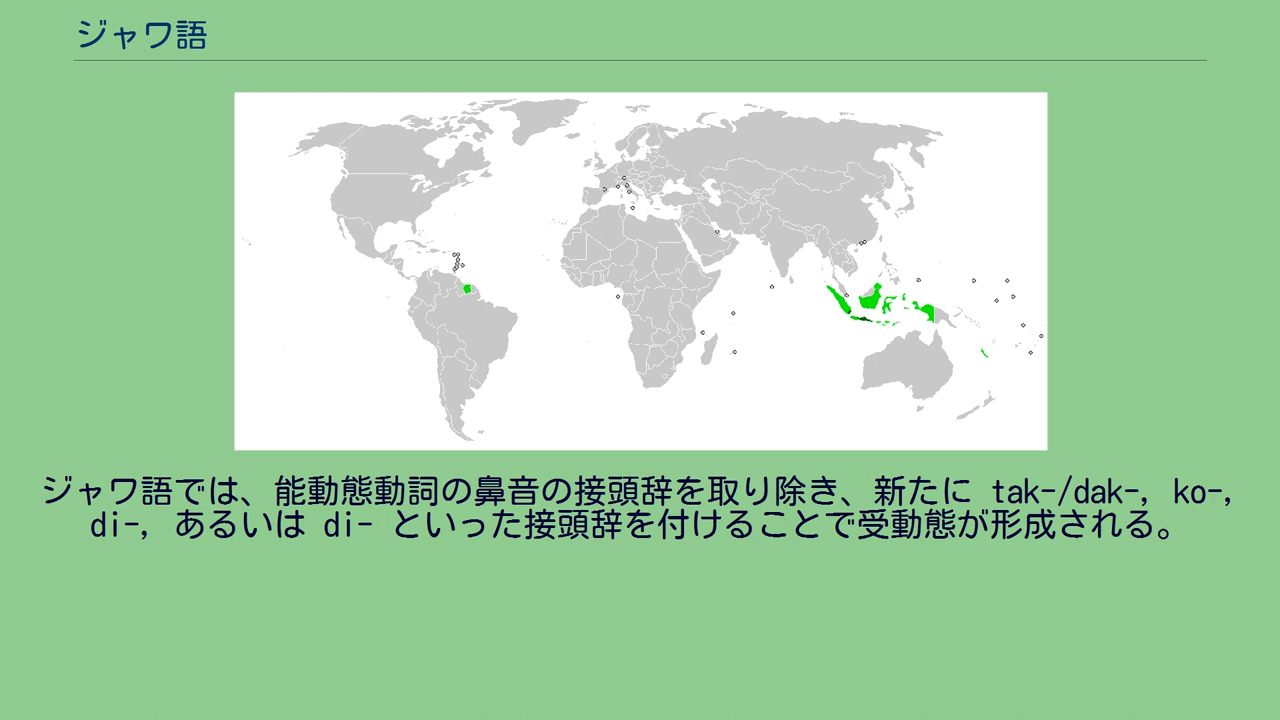 ジャワ語
ジャワ語では、能動態動詞の鼻音の接頭辞を取り除き、新たに tak-/dak-, ko-,
di-, あるいは di- といった接頭辞を付けることで受動態が形成される。